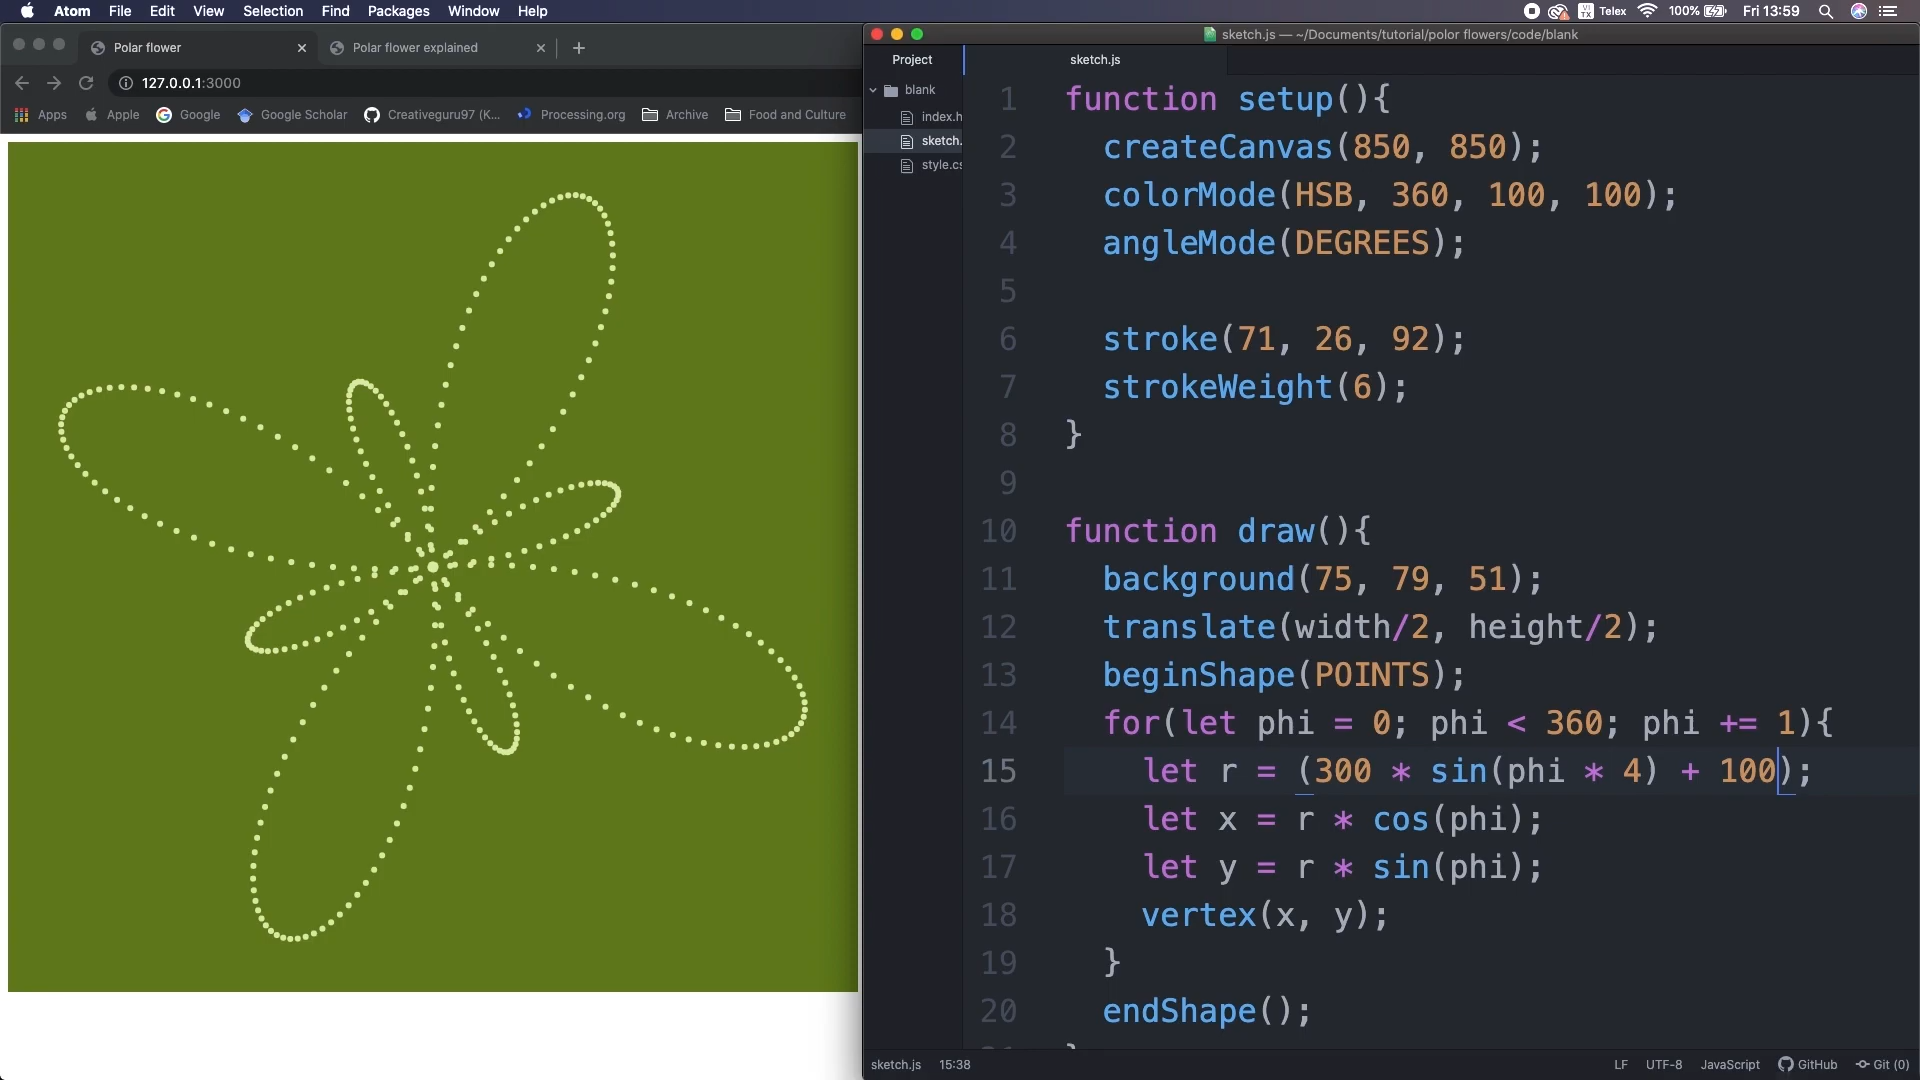 Atom File Edit View Selection Find Packages Window Help
Telex 100% Fri 13:59
Polar flower
Polar flower explained
127.0.0.1:3000
Apps Apple Google Google Scholar Creativeguru97 (K... Processing.org Archive Food and Culture
sketch.js — ~/Documents/tutorial/polor flowers/code/blank
Project
sketch.js
blank
index.h
sketch.
style.cs
1 function setup(){
2 createCanvas(850, 850);
3 colorMode(HSB, 360, 100, 100);
4 angleMode(DEGREES);
5
6 stroke(71, 26, 92);
7 strokeWeight(6);
8 }
9
10 function draw(){
11 background(75, 79, 51);
12 translate(width/2, height/2);
13 beginShape(POINTS);
14 for(let phi = 0; phi < 360; phi += 1){
15 let r = (300 * sin(phi * 4) + 100);
16 let x = r * cos(phi);
17 let y = r * sin(phi);
18 vertex(x, y);
19 }
20 endShape();
sketch.js 15:38
LF UTF-8 JavaScript GitHub Git (0)